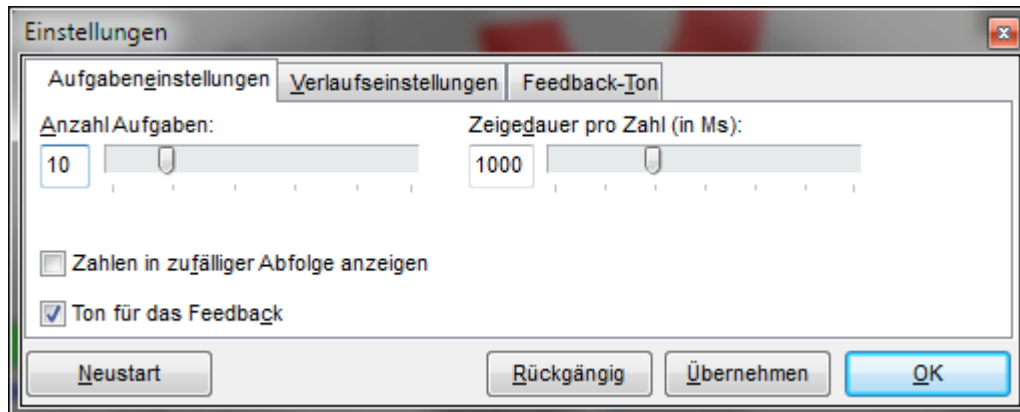 Einstellungen
Aufgabeneinstellungen Verlaufseinstellungen Feedback-Ton
Anzahl Aufgaben: Zeigedauer pro Zahl (in Ms):
10 1000
Zahlen in zufälliger Abfolge anzeigen
Ton für das Feedback
Neustart Rückgängig Übernehmen OK